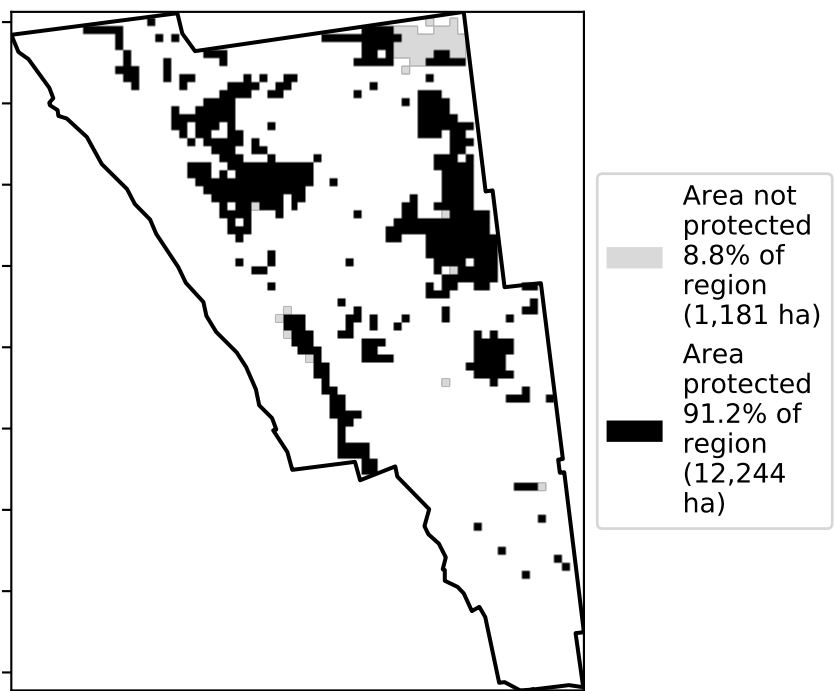 Area not
protected
8.8% of
region
(1,181 ha)
Area
protected
91.2% of
region
(12,244
ha)